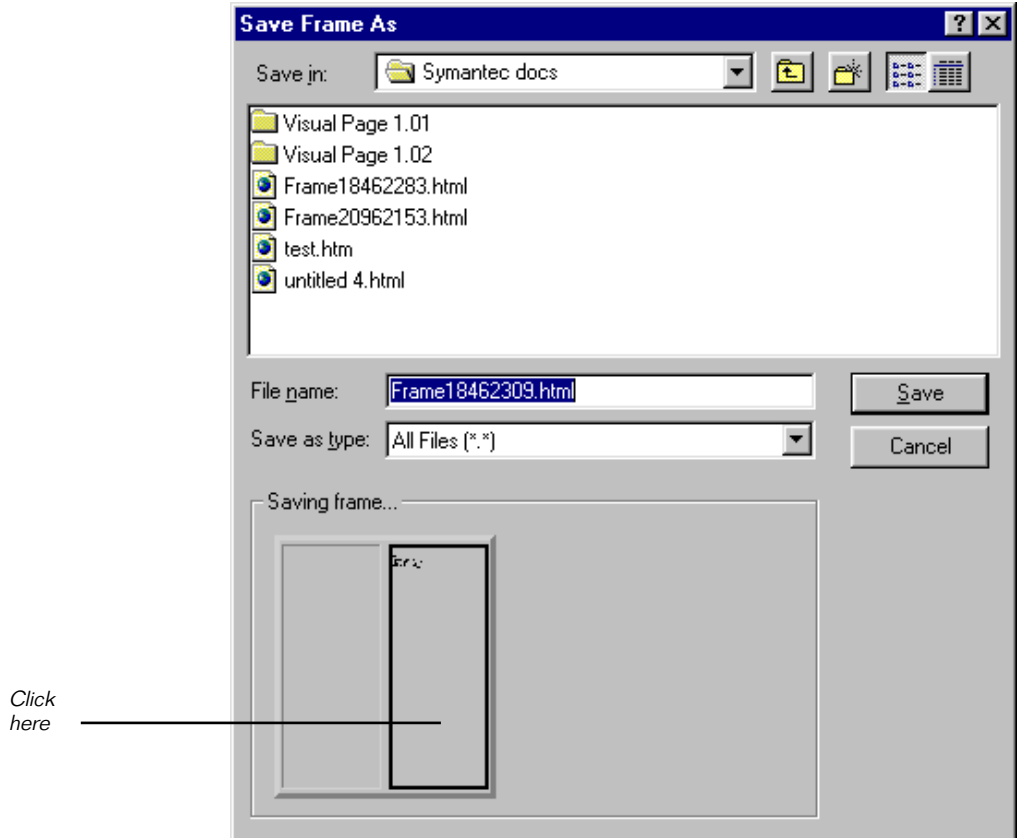 Save Frame As
Save in: Symantec docs
Visual Page 1.01
Visual Page 1.02
Frame18462283.html
Frame20962153.html
test.htm
untitled 4.html
File name: Frame18462309.html Save
Save as type: All Files (*.*) Cancel
Saving frame...
Click
here